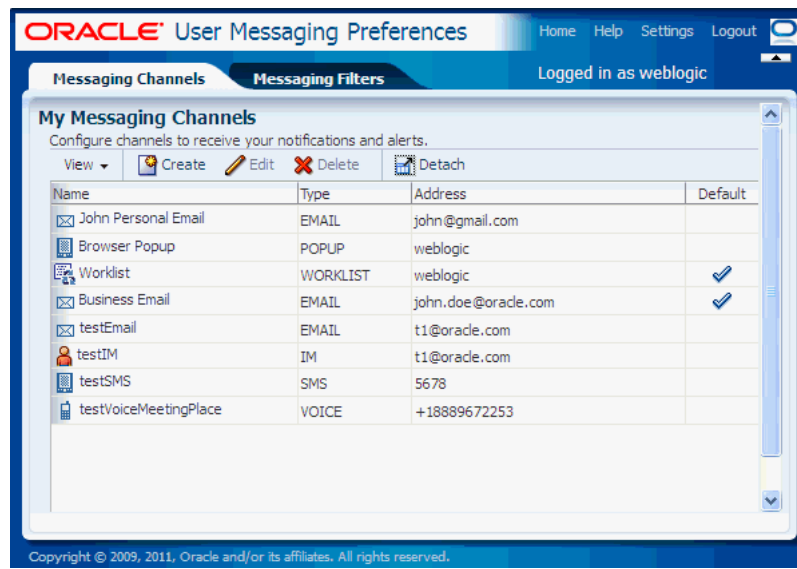 ORACLE User Messaging Preferences
Home Help Settings Logout
Messaging Channels Messaging Filters Logged in as weblogic
My Messaging Channels
Configure channels to receive your notifications and alerts.
View Create Edit Delete Detach
Name Type Address Default
John Personal Email EMAIL john@gmail.com
Browser Popup POPUP weblogic
Worklist WORKLIST weblogic
Business Email EMAIL john.doe@oracle.com
testEmail EMAIL t1@oracle.com
testIM IM t1@oracle.com
testSMS SMS 5678
testVoiceMeetingPlace VOICE +18889672253
Copyright © 2009, 2011, Oracle and/or its affiliates. All rights reserved.